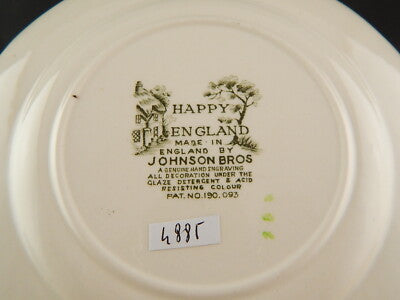 HAPPY
ENGLAND
MADE IN
ENGLAND BY
JOHNSON BROS
A GENUINE HAND ENGRAVING
ALL DECORATION UNDER THE
GLAZE DETERGENT & ACID
RESISTING COLOUR
PAT. NO. 190.093
4885